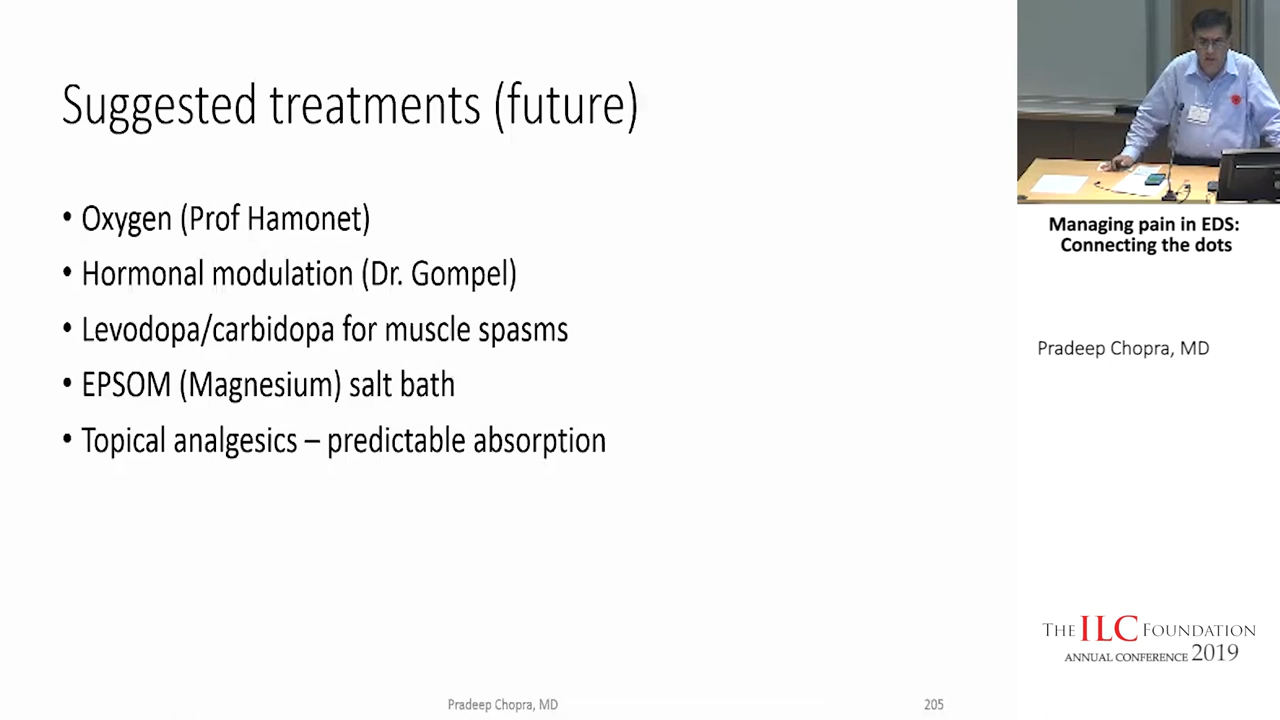 Suggested treatments (future)
• Oxygen (Prof Hamonet)
• Hormonal modulation (Dr. Gompel)
• Levodopa/carbidopa for muscle spasms
• EPSOM (Magnesium) salt bath
• Topical analgesics – predictable absorption
Pradeep Chopra, MD
205
Managing pain in EDS:
Connecting the dots
Pradeep Chopra, MD
THE ILC FOUNDATION
ANNUAL CONFERENCE 2019